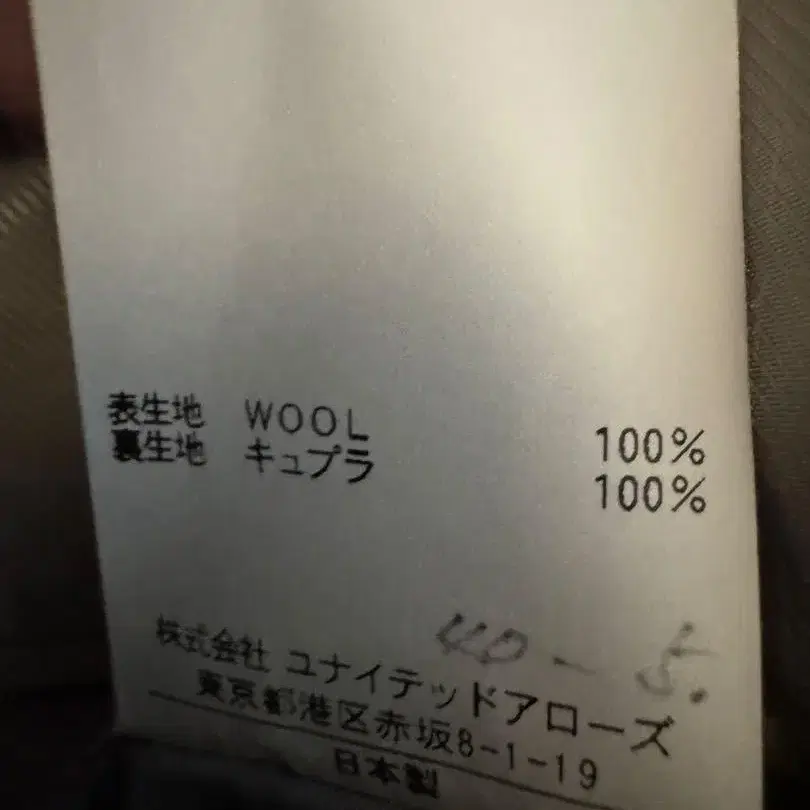 表生地 WOOL 100%
裏生地 キュプラ 100%
株式会社 ユナイテッドアローズ
東京都港区赤坂8-1-19
日本製